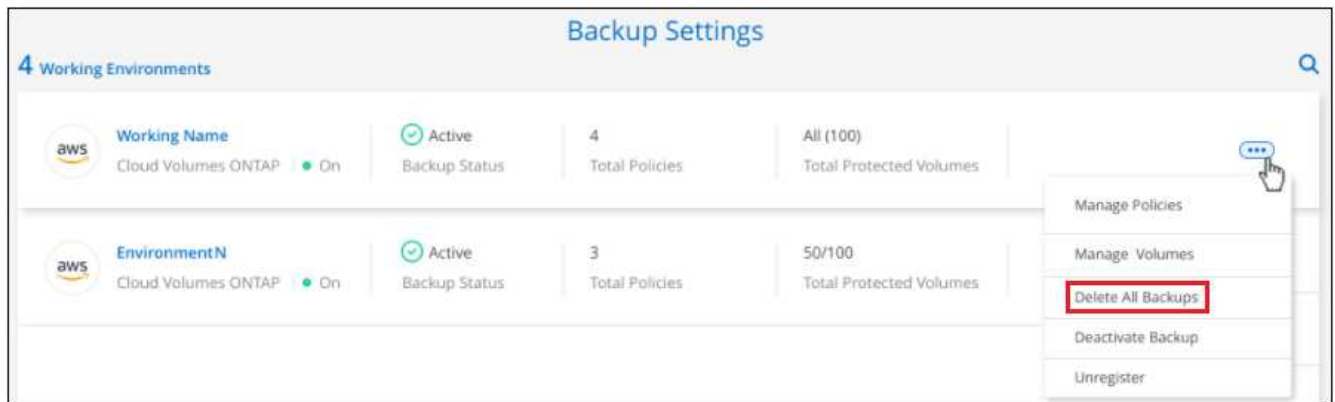 Backup Settings
4 Working Environments
aws Working Name Active 4 All (100) •••
Cloud Volumes ONTAP On Backup Status Total Policies Total Protected Volumes
Manage Policies
aws EnvironmentN Active 3 50/100 Manage Volumes
Cloud Volumes ONTAP On Backup Status Total Policies Total Protected Volumes
Delete All Backups
Deactivate Backup
Unregister